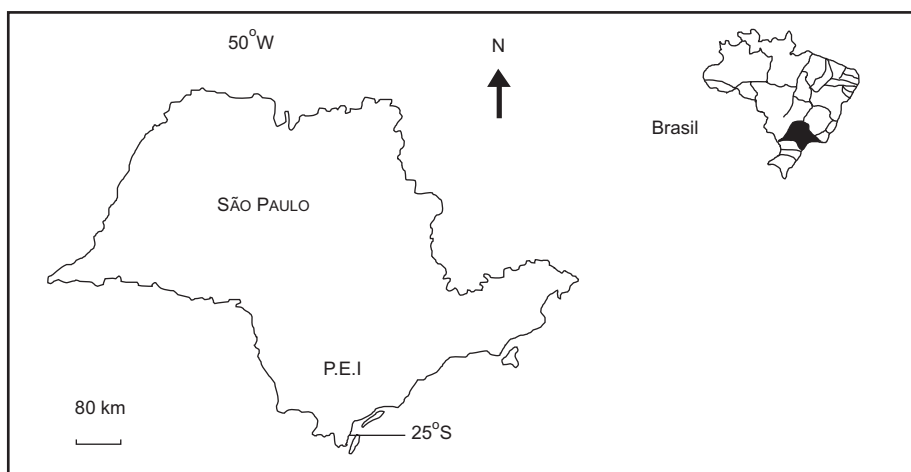 50°W
N
Brasil
SÃO PAULO
P.E.I
80 km
25°S